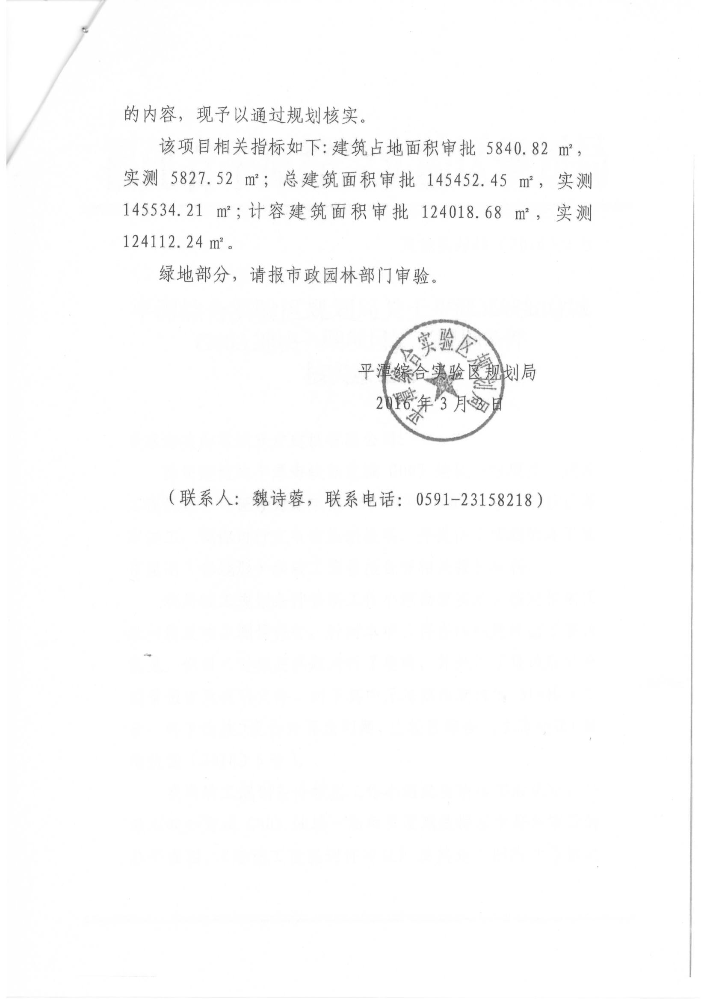 的内容，现予以通过规划核实。
该项目相关指标如下：建筑占地面积审批 5840.82 ㎡，
实测 5827.52 ㎡；总建筑面积审批 145452.45 ㎡，实测
145534.21 ㎡；计容建筑面积审批 124018.68 ㎡，实测
124112.24 ㎡。
绿地部分，请报市政园林部门审验。
平潭综合实验区规划局
平潭综合实验区规划局
2016 年 3 月 3 日
（联系人：魏诗蓉，联系电话：0591-23158218）